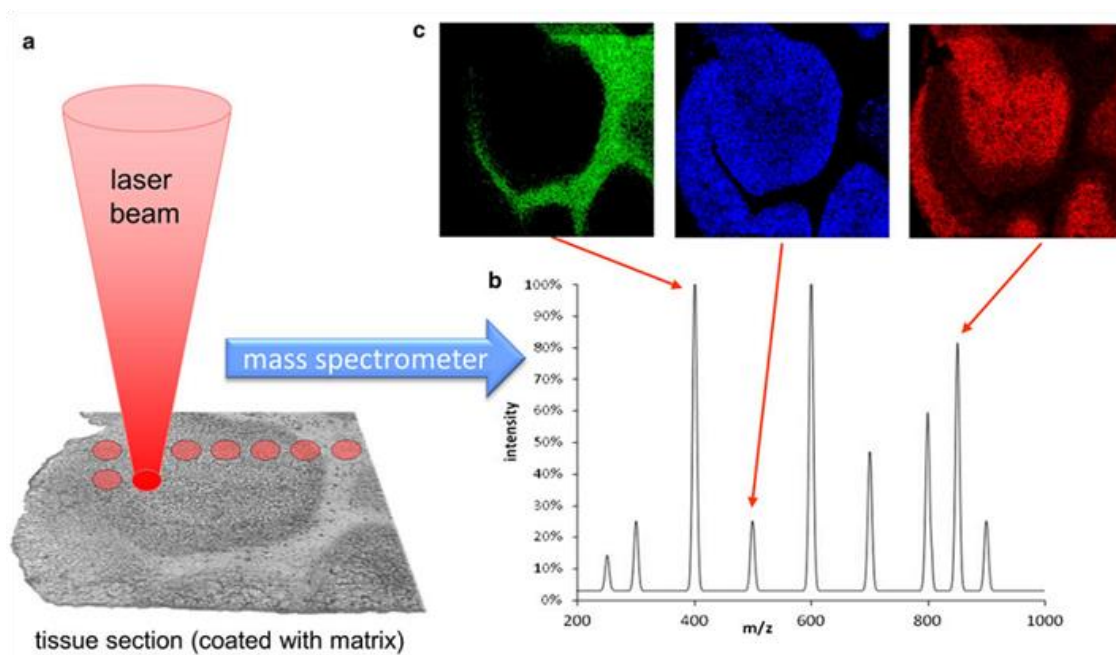 a
laser
beam
tissue section (coated with matrix)
mass spectrometer
c
b
100%
90%
80%
70%
60%
50%
40%
30%
20%
10%
0%
intensity
200
400
600
800
1000
m/z